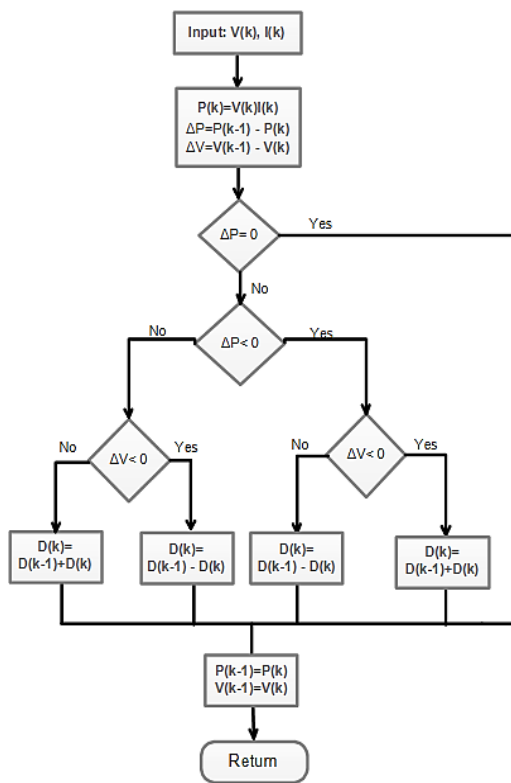 Input: V(k), I(k)
P(k)=V(k)I(k)
ΔP=P(k-1) - P(k)
ΔV=V(k-1) - V(k)
ΔP= 0
Yes
No
No
ΔP< 0
Yes
No
ΔV< 0
Yes
No
ΔV< 0
Yes
D(k)=
D(k-1)+D(k)
D(k)=
D(k-1) - D(k)
D(k)=
D(k-1) - D(k)
D(k)=
D(k-1)+D(k)
P(k-1)=P(k)
V(k-1)=V(k)
Return